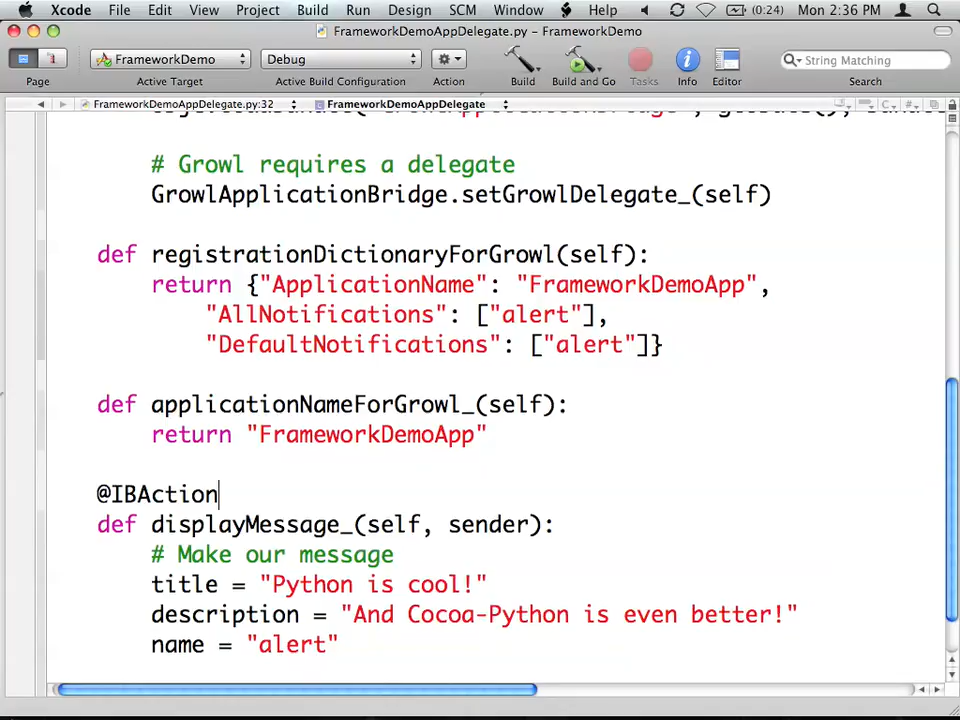 Xcode File Edit View Project Build Run Design SCM Window Help (0:24) Mon 2:36 PM
FrameworkDemoAppDelegate.py – FrameworkDemo
FrameworkDemo Debug String Matching
Page Active Target Active Build Configuration Action Build Build and Go Tasks Info Editor Search
FrameworkDemoAppDelegate.py:32 FrameworkDemoAppDelegate
# Growl requires a delegate
GrowlApplicationBridge.setGrowlDelegate_(self)
def registrationDictionaryForGrowl(self):
return {"ApplicationName": "FrameworkDemoApp",
"AllNotifications": ["alert"],
"DefaultNotifications": ["alert"]}
def applicationNameForGrowl_(self):
return "FrameworkDemoApp"
@IBAction
def displayMessage_(self, sender):
# Make our message
title = "Python is cool!"
description = "And Cocoa-Python is even better!"
name = "alert"